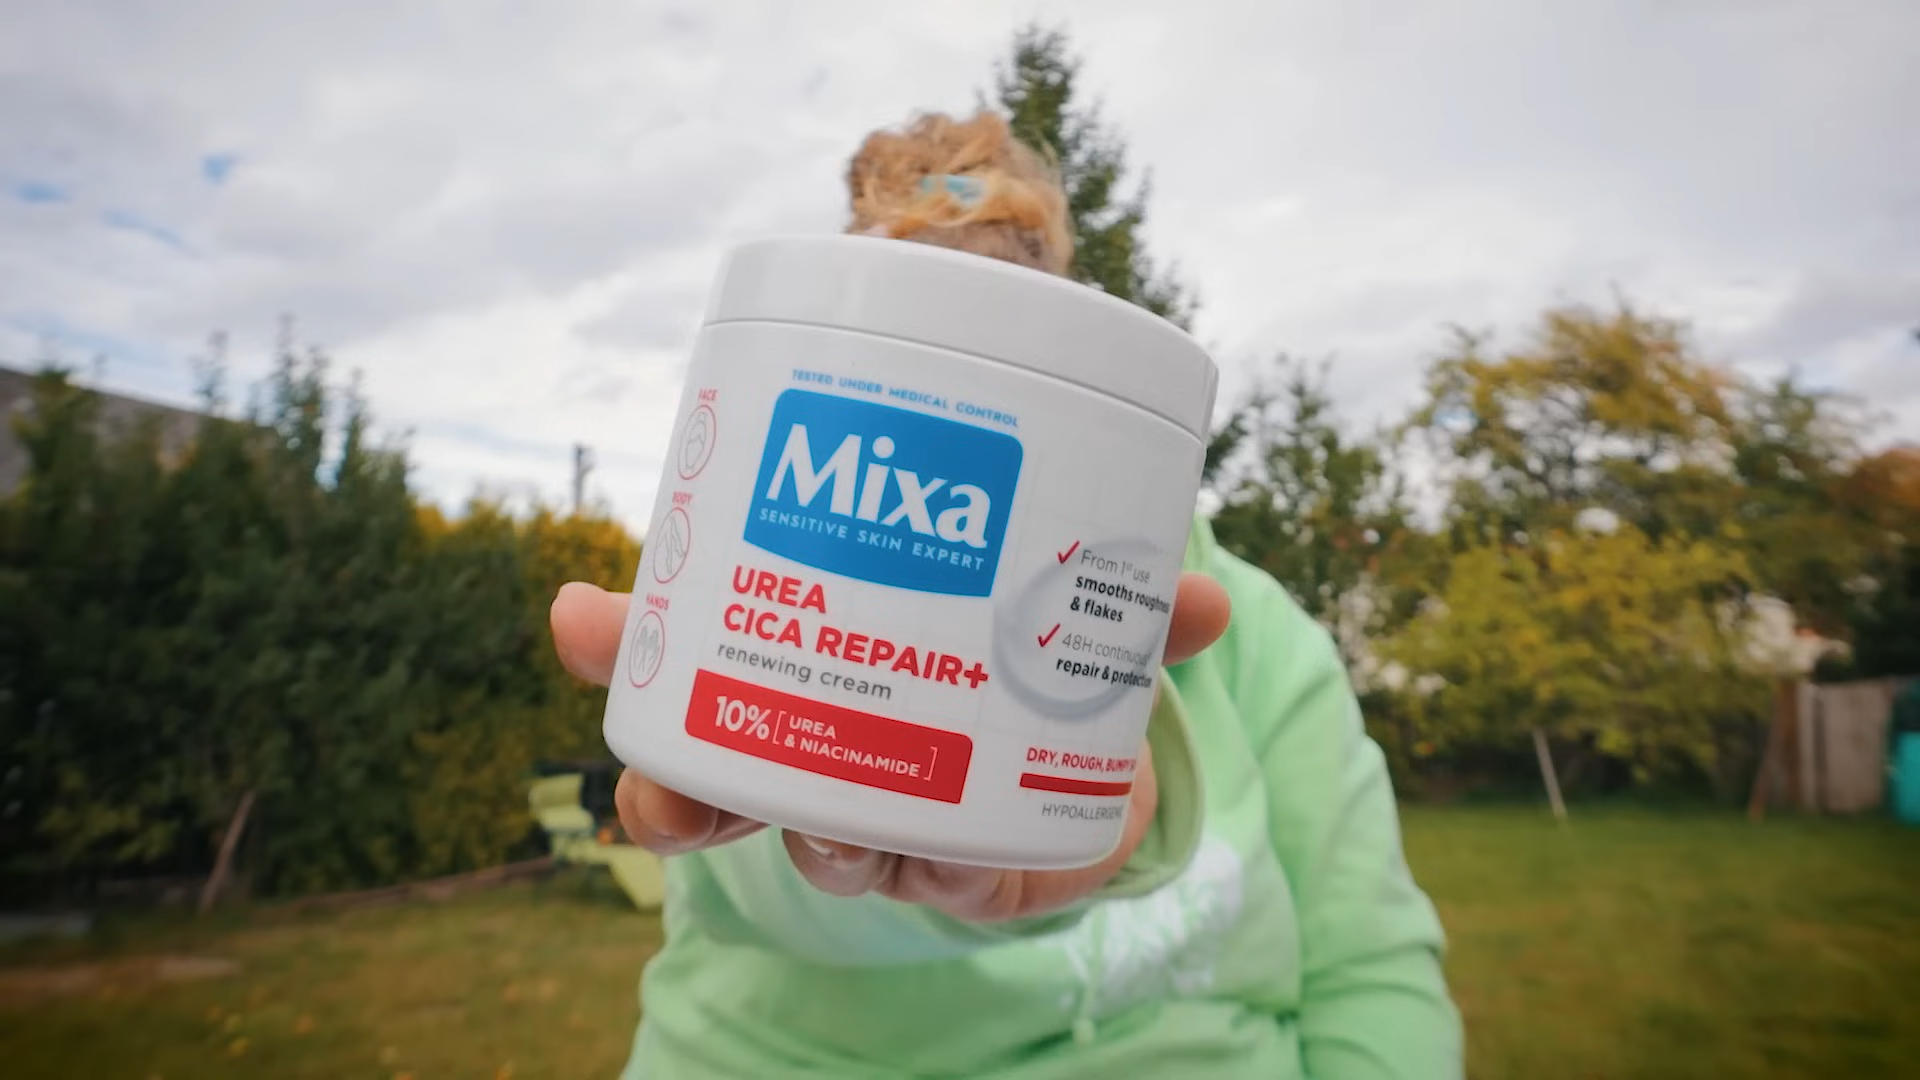 TESTED UNDER MEDICAL CONTROL
Mixa
SENSITIVE SKIN EXPERT
FACE
BODY
HANDS
UREA
CICA REPAIR+
renewing cream
10% [UREA
& NIACINAMIDE]
✓ From 1st use
smooths roughness
& flakes
✓ 48H continuous
repair & protection
DRY, ROUGH, BUMPY
HYPOALLERGENIC